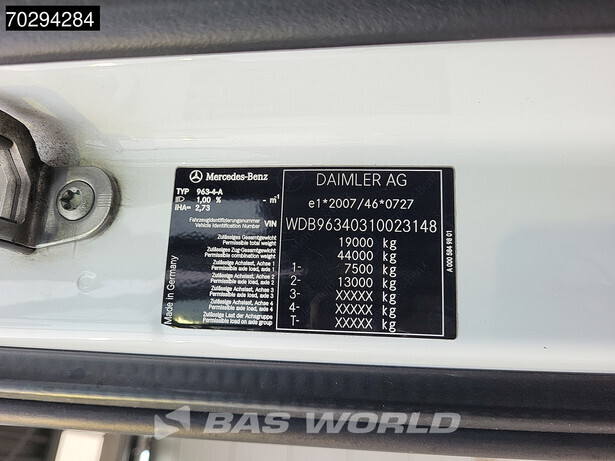 70294284
Mercedes-Benz
TYP 963-4-A
1,00 % - m-1
iHA= 2,73
Fahrzeugidentifizierungsnummer
Vehicle Identification Number VIN
Zulässiges Gesamtgewicht
Permissible total weight
Zulässiges Zug-Gesamtgewicht
Permissible combination weight
Zulässige Achslast, Achse 1
Permissible axle load, axle 1
Zulässige Achslast, Achse 2
Permissible axle load, axle 2
Zulässige Achslast, Achse 3
Permissible axle load, axle 3
Zulässige Achslast, Achse 4
Permissible axle load, axle 4
Zulässige Last der Achsgruppe
Permissible load on axle group
DAIMLER AG
e1*2007/46*0727
WDB96340310023148
19000 kg
44000 kg
1- 7500 kg
2- 13000 kg
3- XXXXX kg
4- XXXXX kg
T- XXXXX kg
Made in Germany
A 000 584 98 01
BAS WORLD